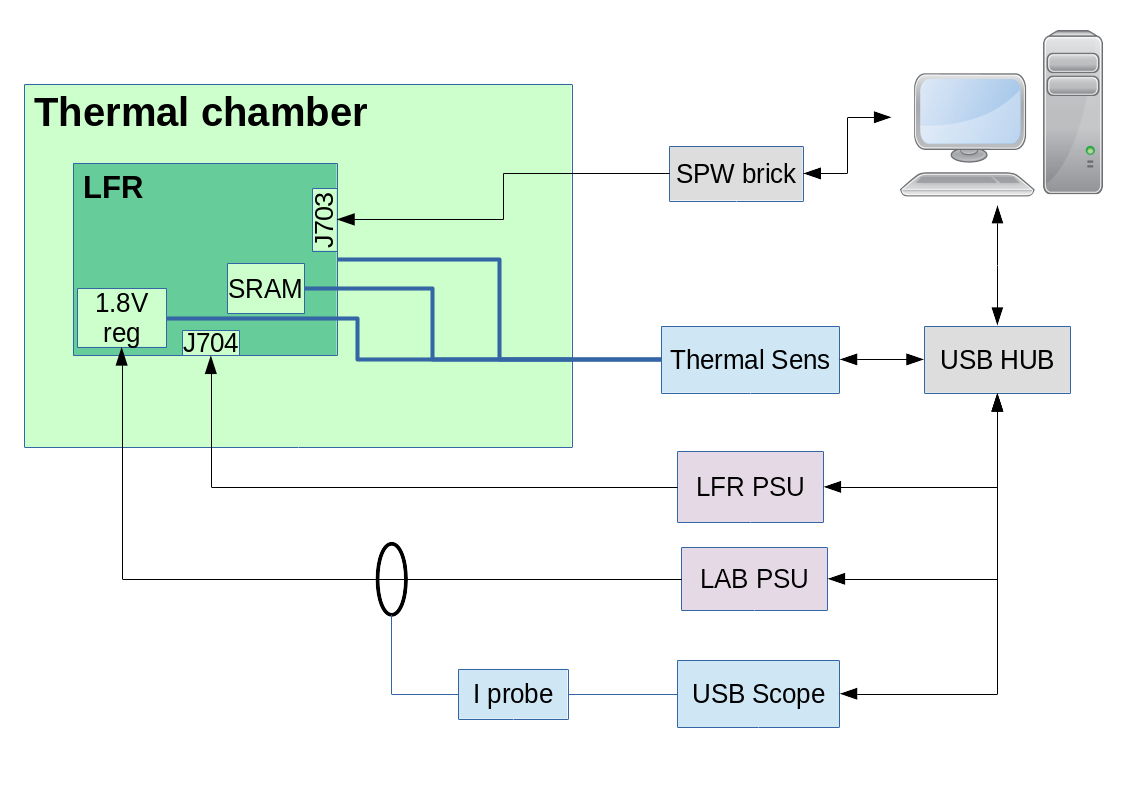 Thermal chamber
LFR
J703
SPW brick
SRAM
1.8V
reg
J704
Thermal Sens
USB HUB
LFR PSU
LAB PSU
I probe
USB Scope